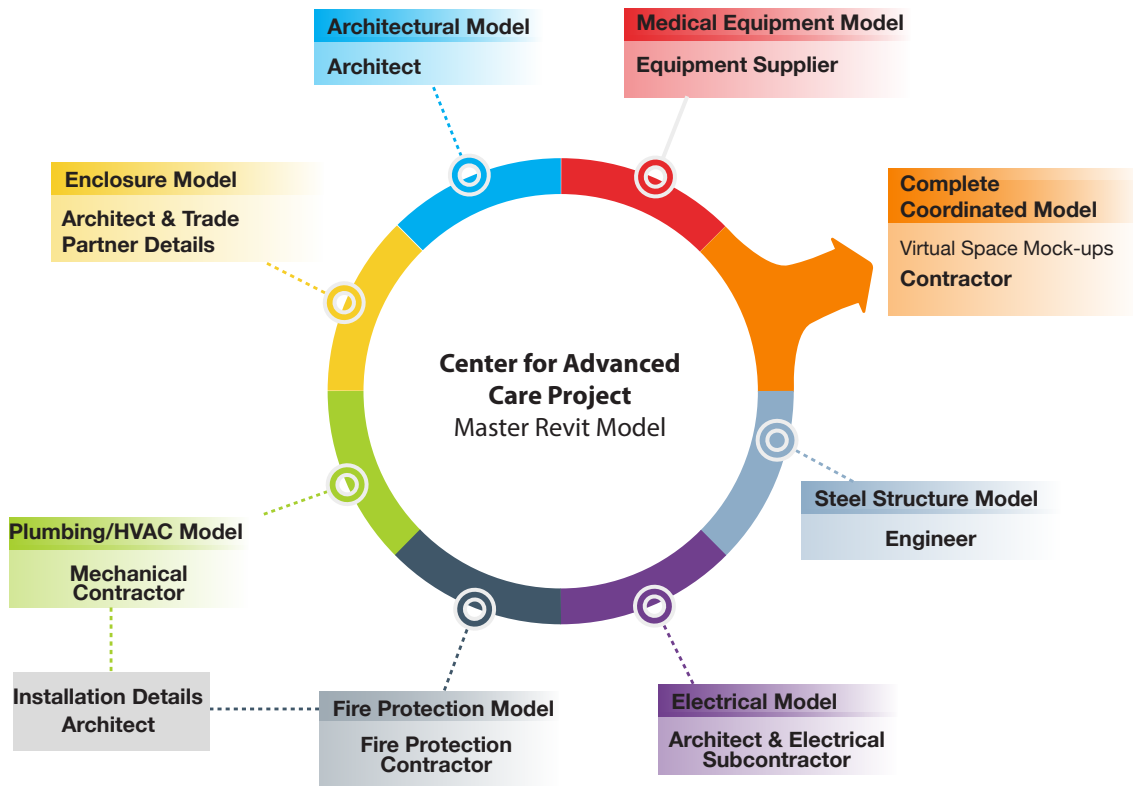 Architectural Model
Architect
Medical Equipment Model
Equipment Supplier
Enclosure Model
Architect & Trade
Partner Details
Complete
Coordinated Model
Virtual Space Mock-ups
Contractor
Center for Advanced
Care Project
Master Revit Model
Steel Structure Model
Engineer
Plumbing/HVAC Model
Mechanical
Contractor
Installation Details
Architect
Fire Protection Model
Fire Protection
Contractor
Electrical Model
Architect & Electrical
Subcontractor